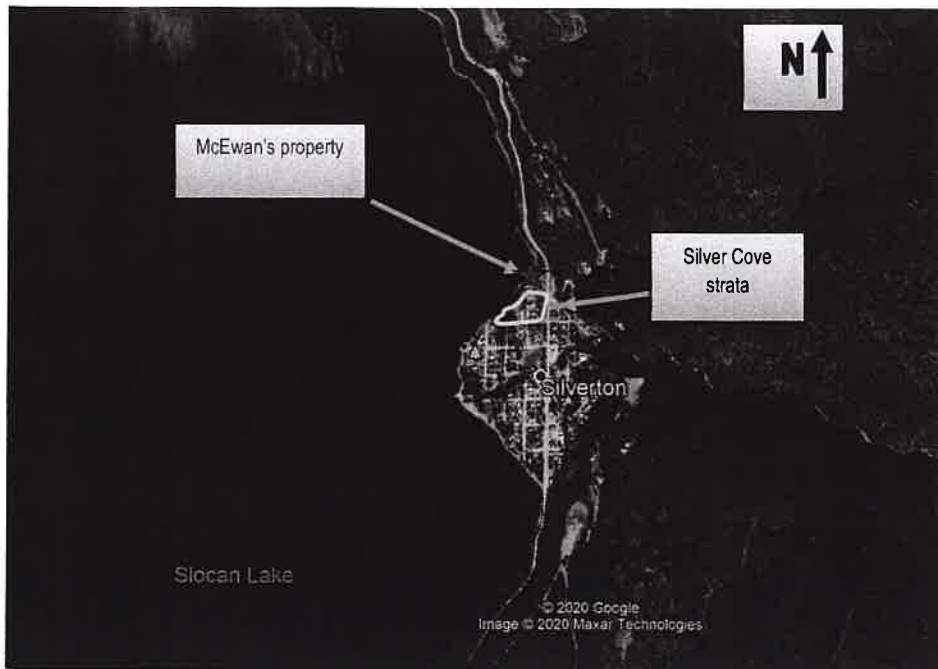 N
McEwan's property
Silver Cove
strata
Silverton
Slocan Lake
© 2020 Google
Image © 2020 Maxar Technologies